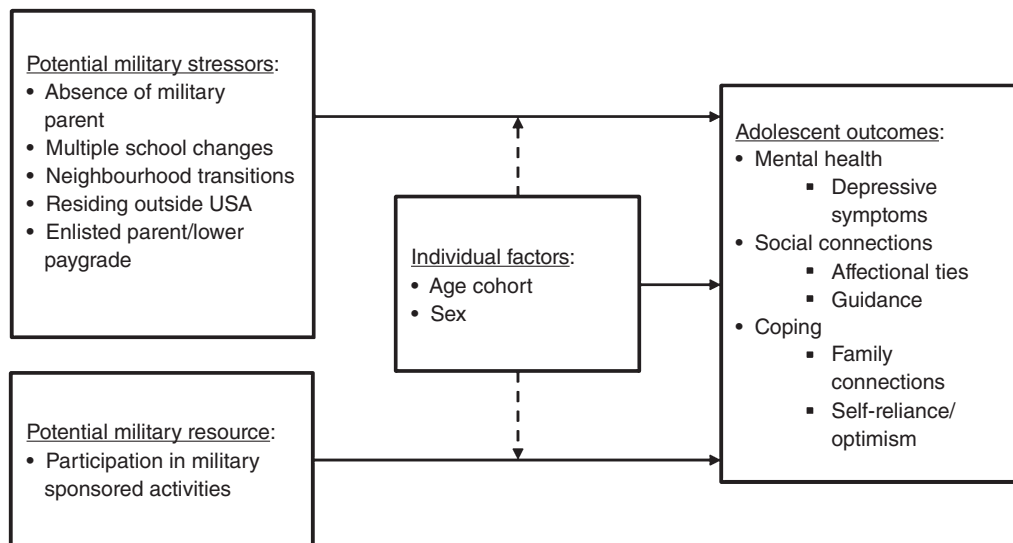 Potential military stressors:
• Absence of military
parent
• Multiple school changes
• Neighbourhood transitions
• Residing outside USA
• Enlisted parent/lower
paygrade
Potential military resource:
• Participation in military
sponsored activities
Individual factors:
• Age cohort
• Sex
Adolescent outcomes:
• Mental health
▪ Depressive
symptoms
• Social connections
▪ Affectional ties
▪ Guidance
• Coping
▪ Family
connections
▪ Self-reliance/
optimism